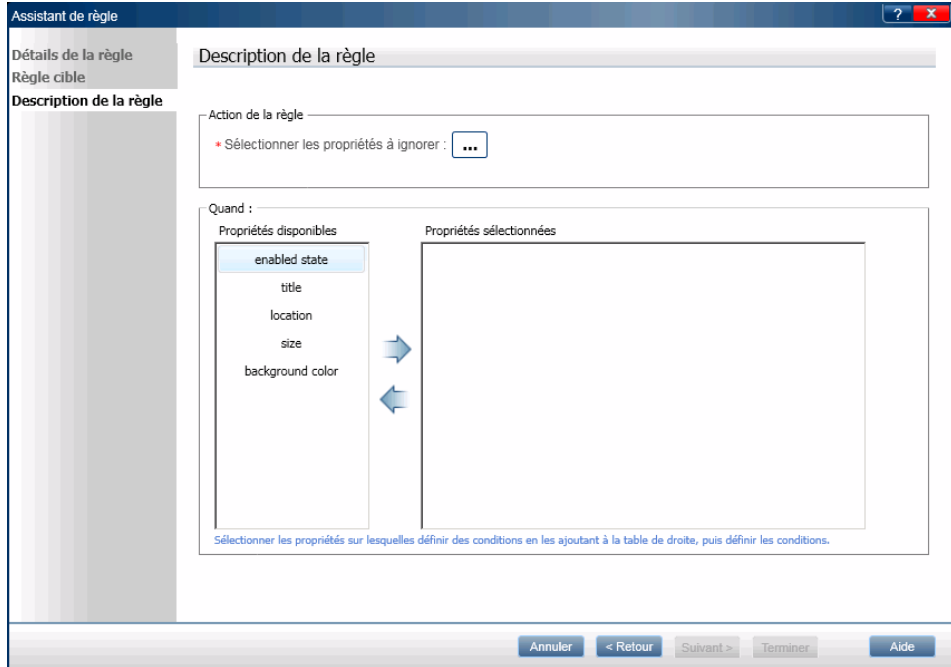 Assistant de règle
?
x
Détails de la règle
Règle cible
Description de la règle
Description de la règle
Action de la règle
* Sélectionner les propriétés à ignorer : ...
Quand :
Propriétés disponibles
Propriétés sélectionnées
enabled state
title
location
size
background color
Sélectionner les propriétés sur lesquelles définir des conditions en les ajoutant à la table de droite, puis définir les conditions.
Annuler
< Retour
Suivant >
Terminer
Aide